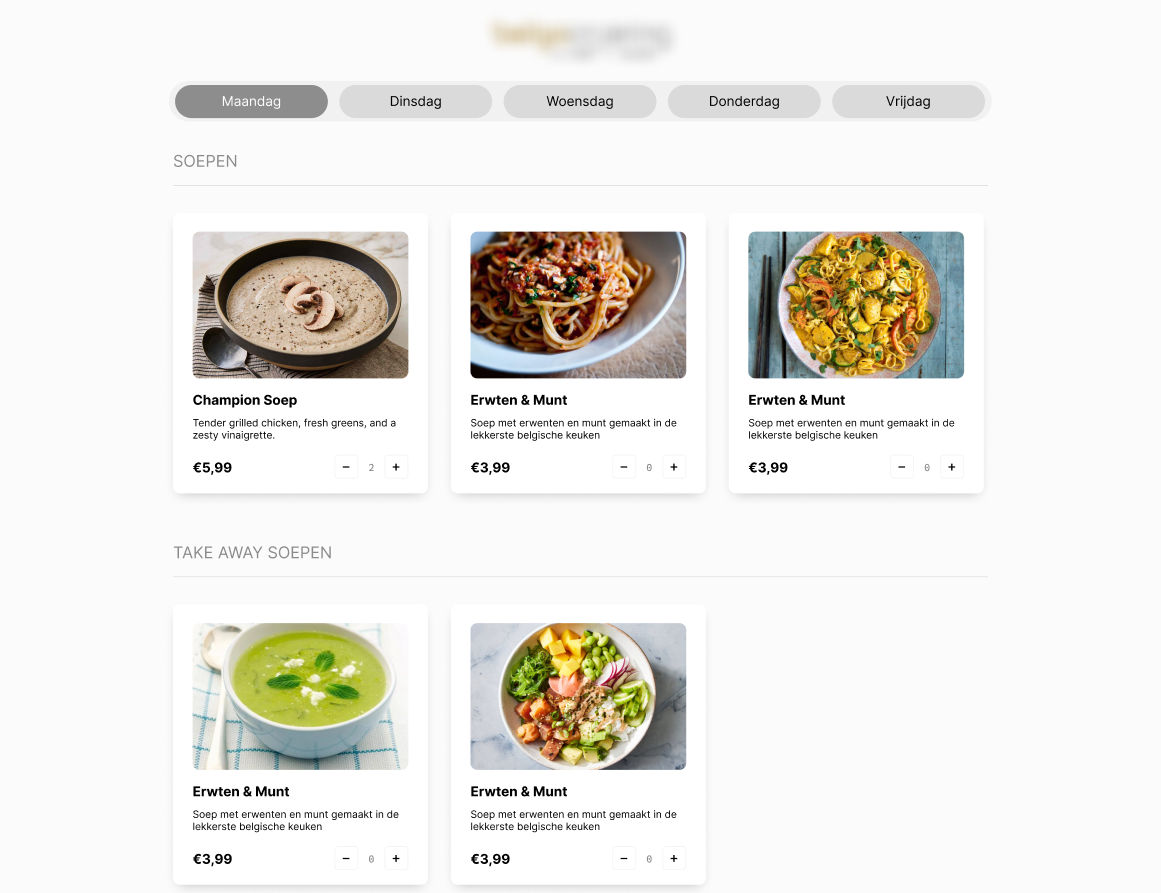 Maandag
Dinsdag
Woensdag
Donderdag
Vrijdag
SOEPEN
Champion Soep
Tender grilled chicken, fresh greens, and a
zesty vinaigrette.
€5,99
− 2 +
Erwten & Munt
Soep met erwenten en munt gemaakt in de
lekkerste belgische keuken
€3,99
− 0 +
Erwten & Munt
Soep met erwenten en munt gemaakt in de
lekkerste belgische keuken
€3,99
− 0 +
TAKE AWAY SOEPEN
Erwten & Munt
Soep met erwenten en munt gemaakt in de
lekkerste belgische keuken
€3,99
− 0 +
Erwten & Munt
Soep met erwenten en munt gemaakt in de
lekkerste belgische keuken
€3,99
− 0 +